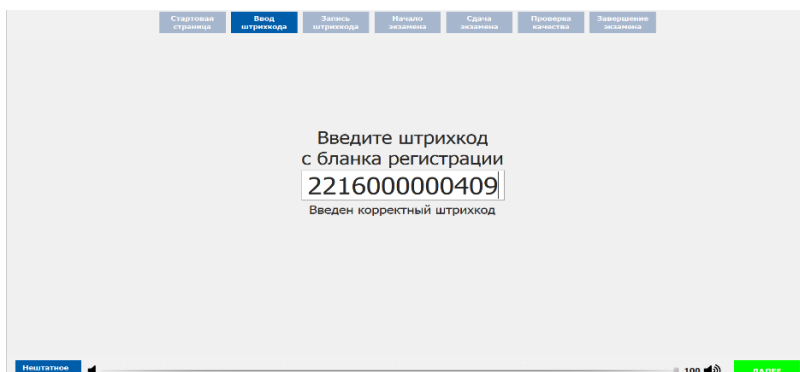 Стартовая страница
Ввод штрихкода
Запись штрихкода
Начало экзамена
Сдача экзамена
Проверка качества
Завершение экзамена
Введите штрихкод
с бланка регистрации
2216000000409
Введен корректный штрихкод
Нештатное
100
ДАЛЕЕ